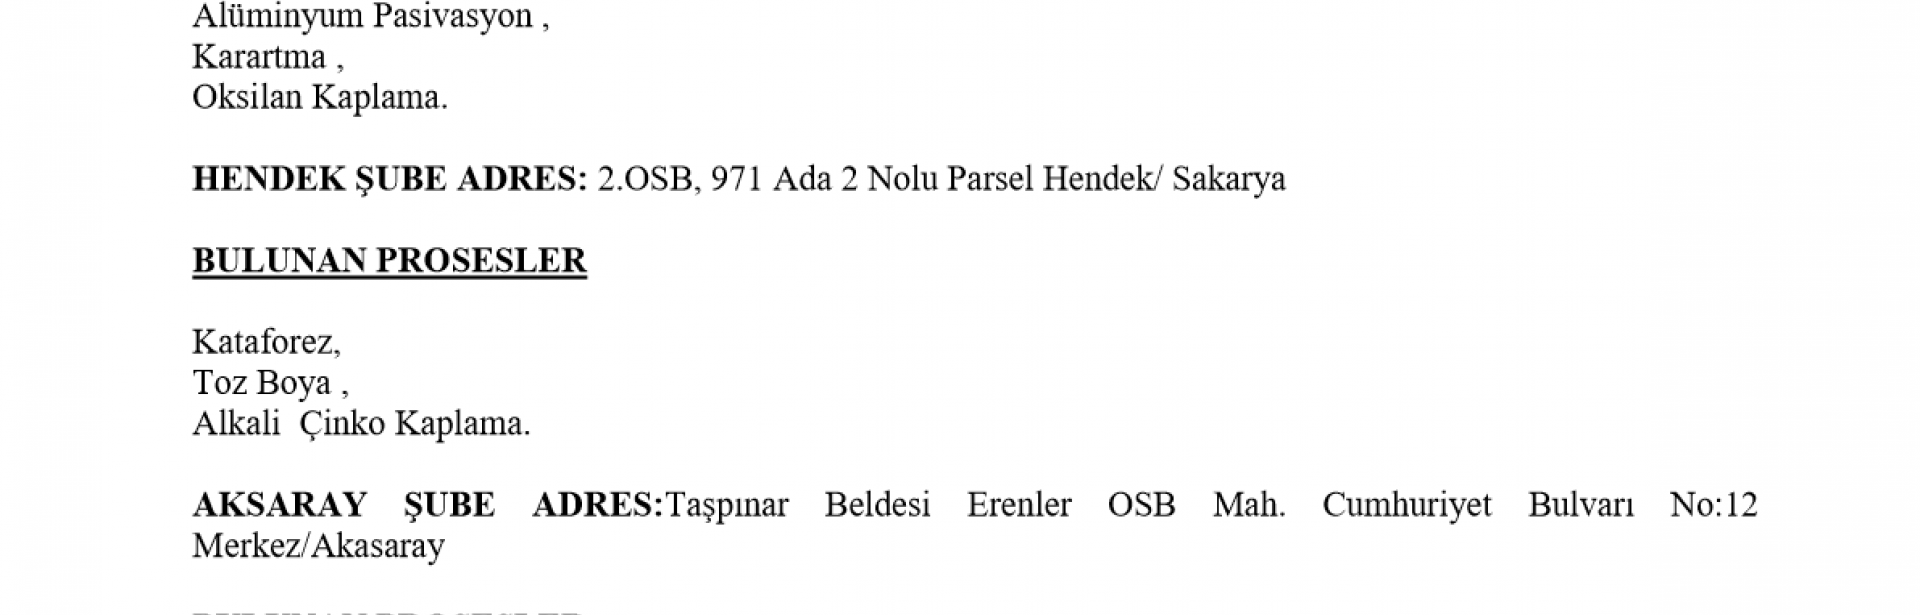 Alüminyum Pasivasyon ,
Karartma ,
Oksilan Kaplama.
HENDEK ŞUBE ADRES: 2.OSB, 971 Ada 2 Nolu Parsel Hendek/ Sakarya
BULUNAN PROSESLER
Kataforez,
Toz Boya ,
Alkali  Çinko Kaplama.
AKSARAY ŞUBE ADRES:Taşpınar Beldesi Erenler OSB Mah. Cumhuriyet Bulvarı No:12
Merkez/Akasaray